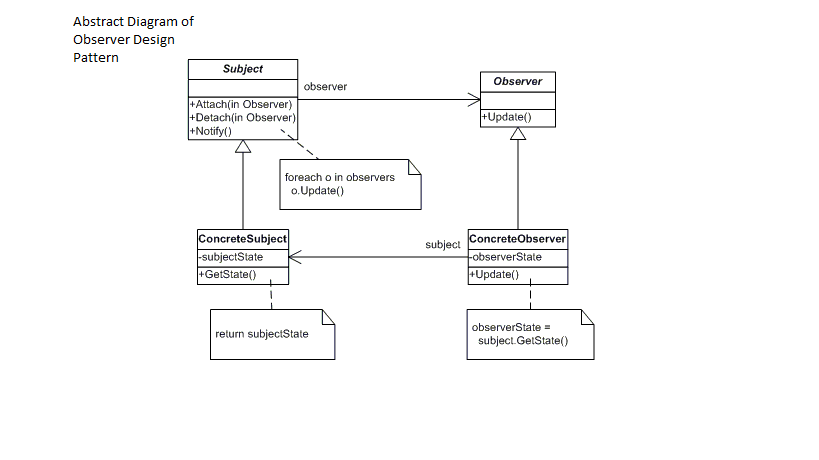 Abstract Diagram of
Observer Design
Pattern
Subject
+Attach(in Observer)
+Detach(in Observer)
+Notify()
observer
Observer
+Update()
foreach o in observers
o.Update()
ConcreteSubject
-subjectState
+GetState()
subject
ConcreteObserver
-observerState
+Update()
return subjectState
observerState =
subject.GetState()